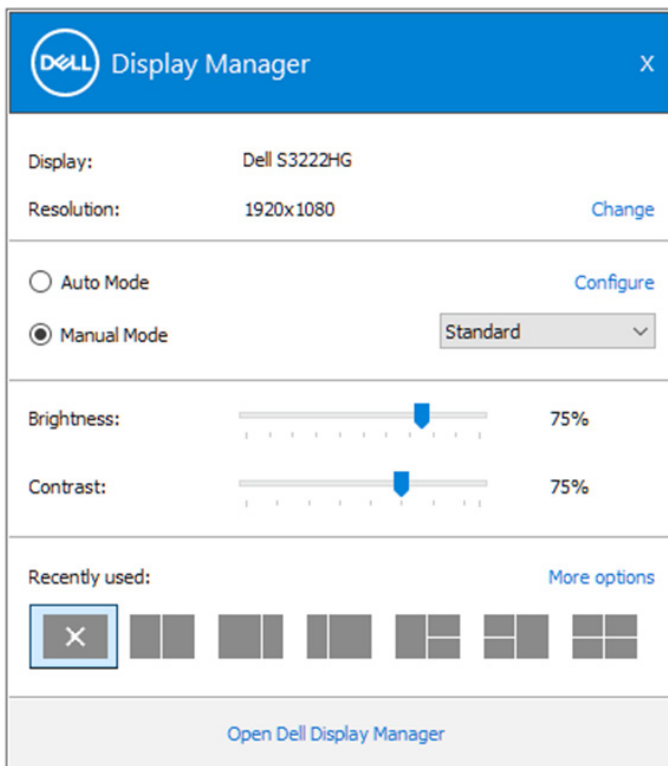 DELL Display Manager X
Display: Dell S3222HG
Resolution: 1920x1080 Change
Auto Mode Configure
Manual Mode Standard
Brightness: 75%
Contrast: 75%
Recently used: More options
Open Dell Display Manager